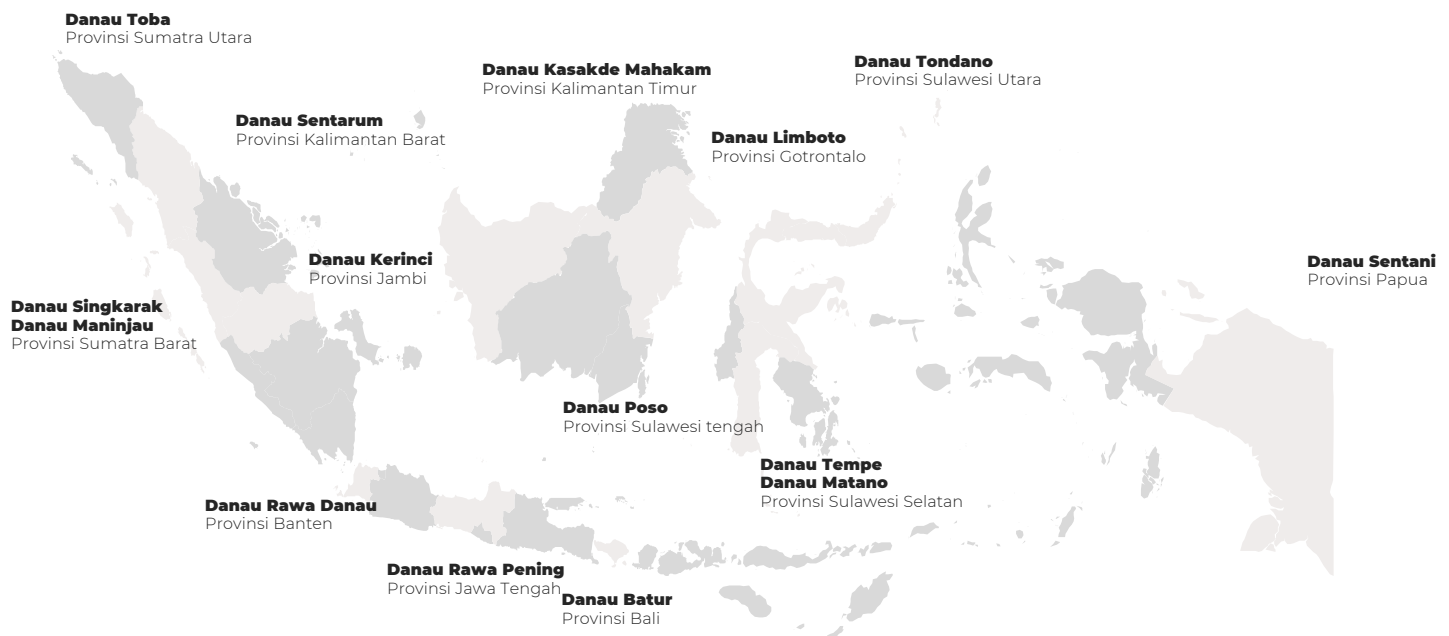 Danau Toba
Provinsi Sumatra Utara
Danau Kasakde Mahakam
Provinsi Kalimantan Timur
Danau Tondano
Provinsi Sulawesi Utara
Danau Sentarum
Provinsi Kalimantan Barat
Danau Limboto
Provinsi Gotrontalo
Danau Kerinci
Provinsi Jambi
Danau Sentani
Provinsi Papua
Danau Singkarak
Danau Maninjau
Provinsi Sumatra Barat
Danau Poso
Provinsi Sulawesi tengah
Danau Tempe
Danau Matano
Provinsi Sulawesi Selatan
Danau Rawa Danau
Provinsi Banten
Danau Rawa Pening
Provinsi Jawa Tengah
Danau Batur
Provinsi Bali